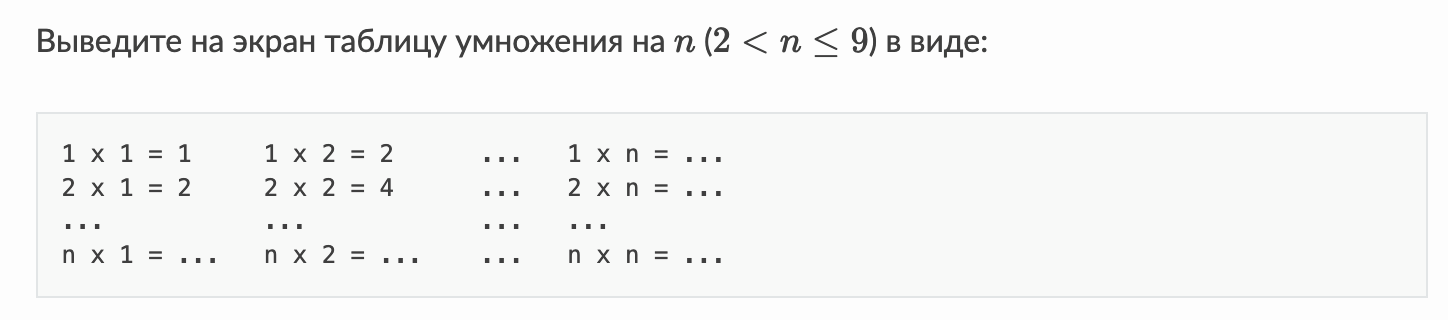 Выведите на экран таблицу умножения на n (2 < n ≤ 9) в виде:
1 x 1 = 1     1 x 2 = 2      ...   1 x n = ...
2 x 1 = 2     2 x 2 = 4      ...   2 x n = ...
...           ...            ...   ...
n x 1 = ...   n x 2 = ...    ...   n x n = ...